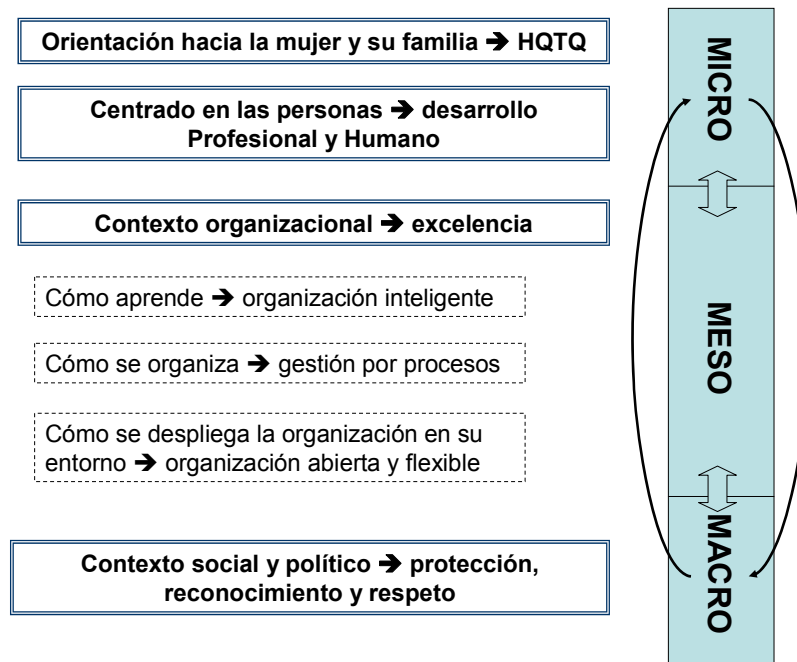 Orientación hacia la mujer y su familia ➔ HQTQ
Centrado en las personas ➔ desarrollo
Profesional y Humano
Contexto organizacional ➔ excelencia
Cómo aprende ➔ organización inteligente
Cómo se organiza ➔ gestión por procesos
Cómo se despliega la organización en su
entorno ➔ organización abierta y flexible
Contexto social y político ➔ protección,
reconocimiento y respeto
MICRO
MESO
MACRO